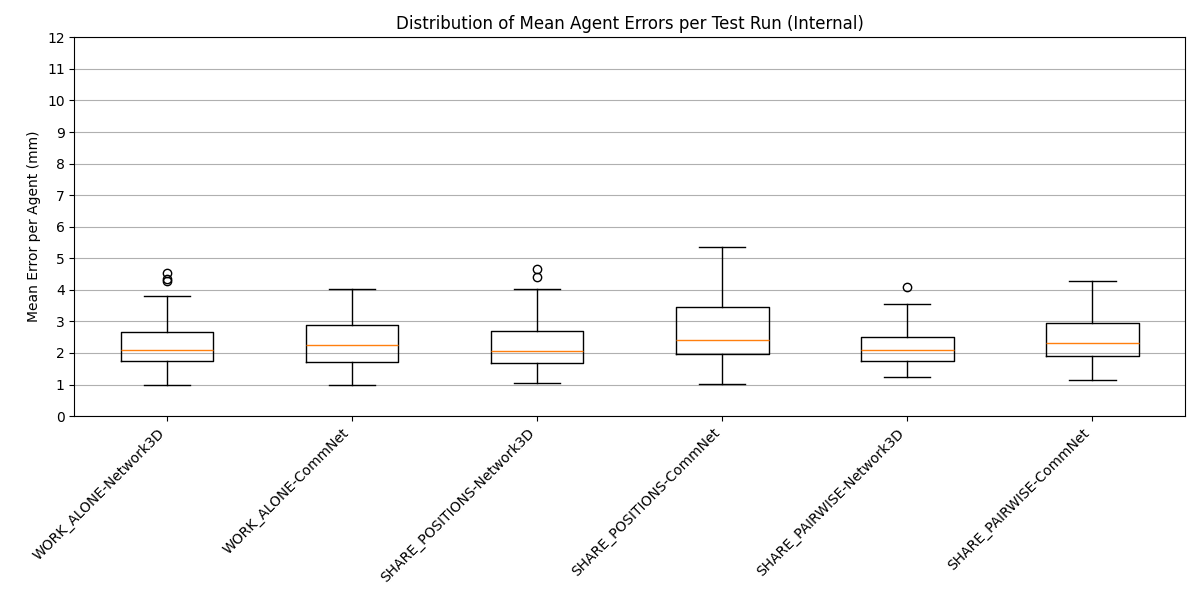 Distribution of Mean Agent Errors per Test Run (Internal)
Mean Error per Agent (mm)
12
11
10
9
8
7
6
5
4
3
2
1
0
WORK_ALONE-Network3D
WORK_ALONE-CommNet
SHARE_POSITIONS-Network3D
SHARE_POSITIONS-CommNet
SHARE_PAIRWISE-Network3D
SHARE_PAIRWISE-CommNet